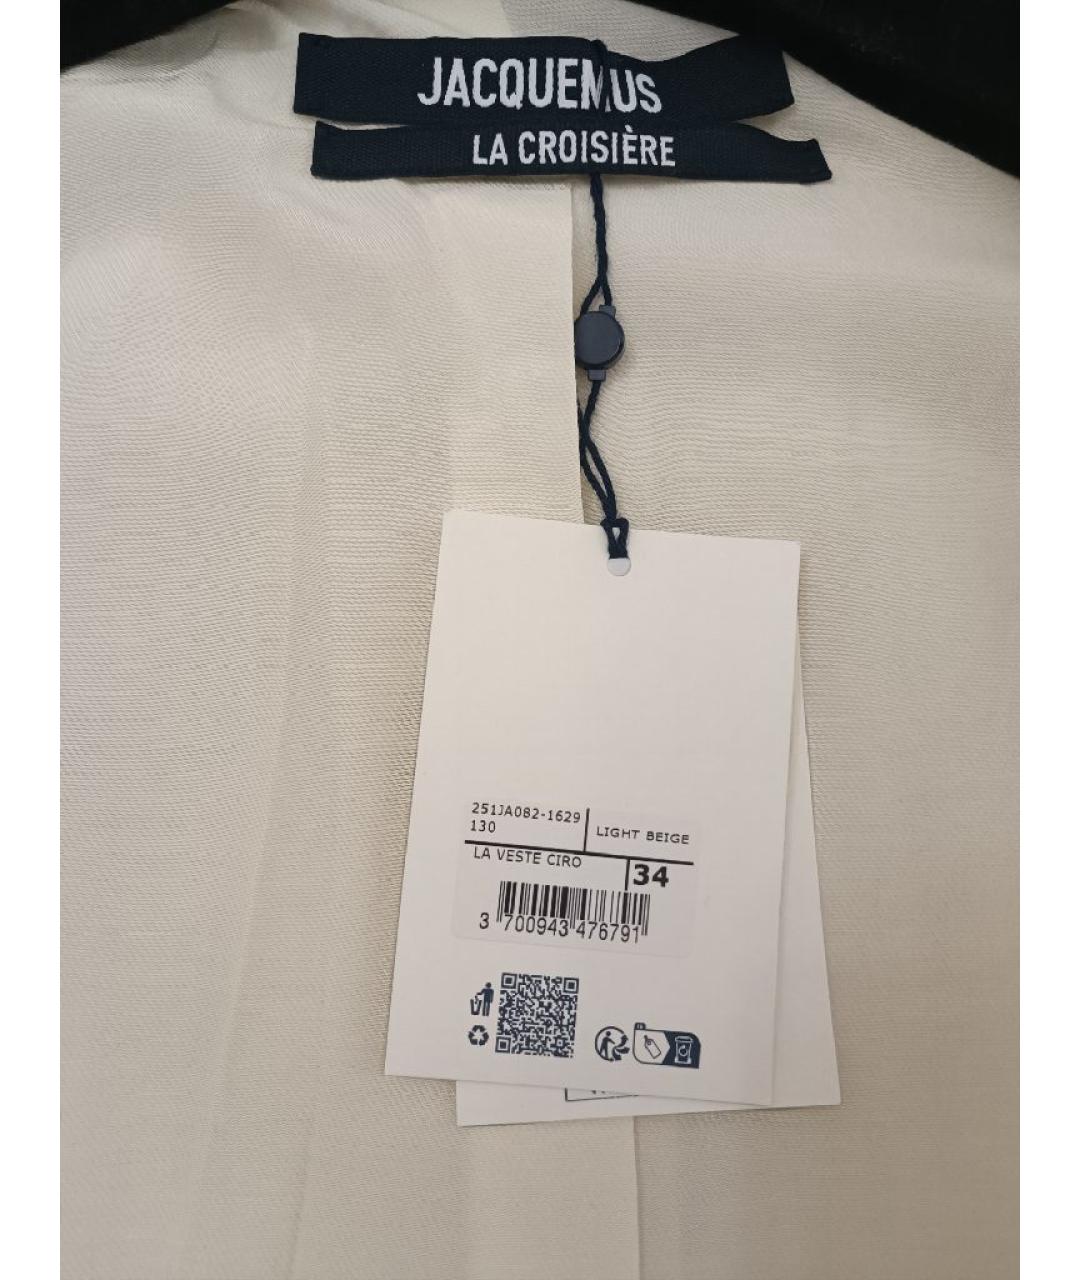 JACQUEMUS
LA CROISIÈRE
251JA082-1629
130
LIGHT BEIGE
LA VESTE CIRO
34
3 700943 476791